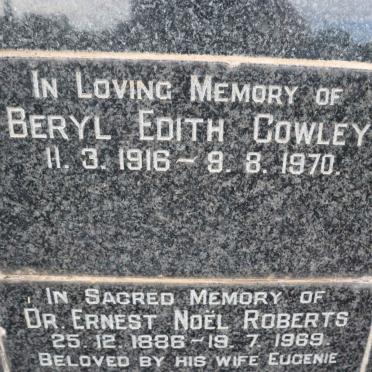 In Loving Memory of
Beryl Edith Cowley
11. 3. 1916 – 9. 8. 1970.
In Sacred Memory of
Dr. Ernest Noël Roberts
25. 12. 1886 – 19. 7. 1969.
Beloved by his wife Eugenie